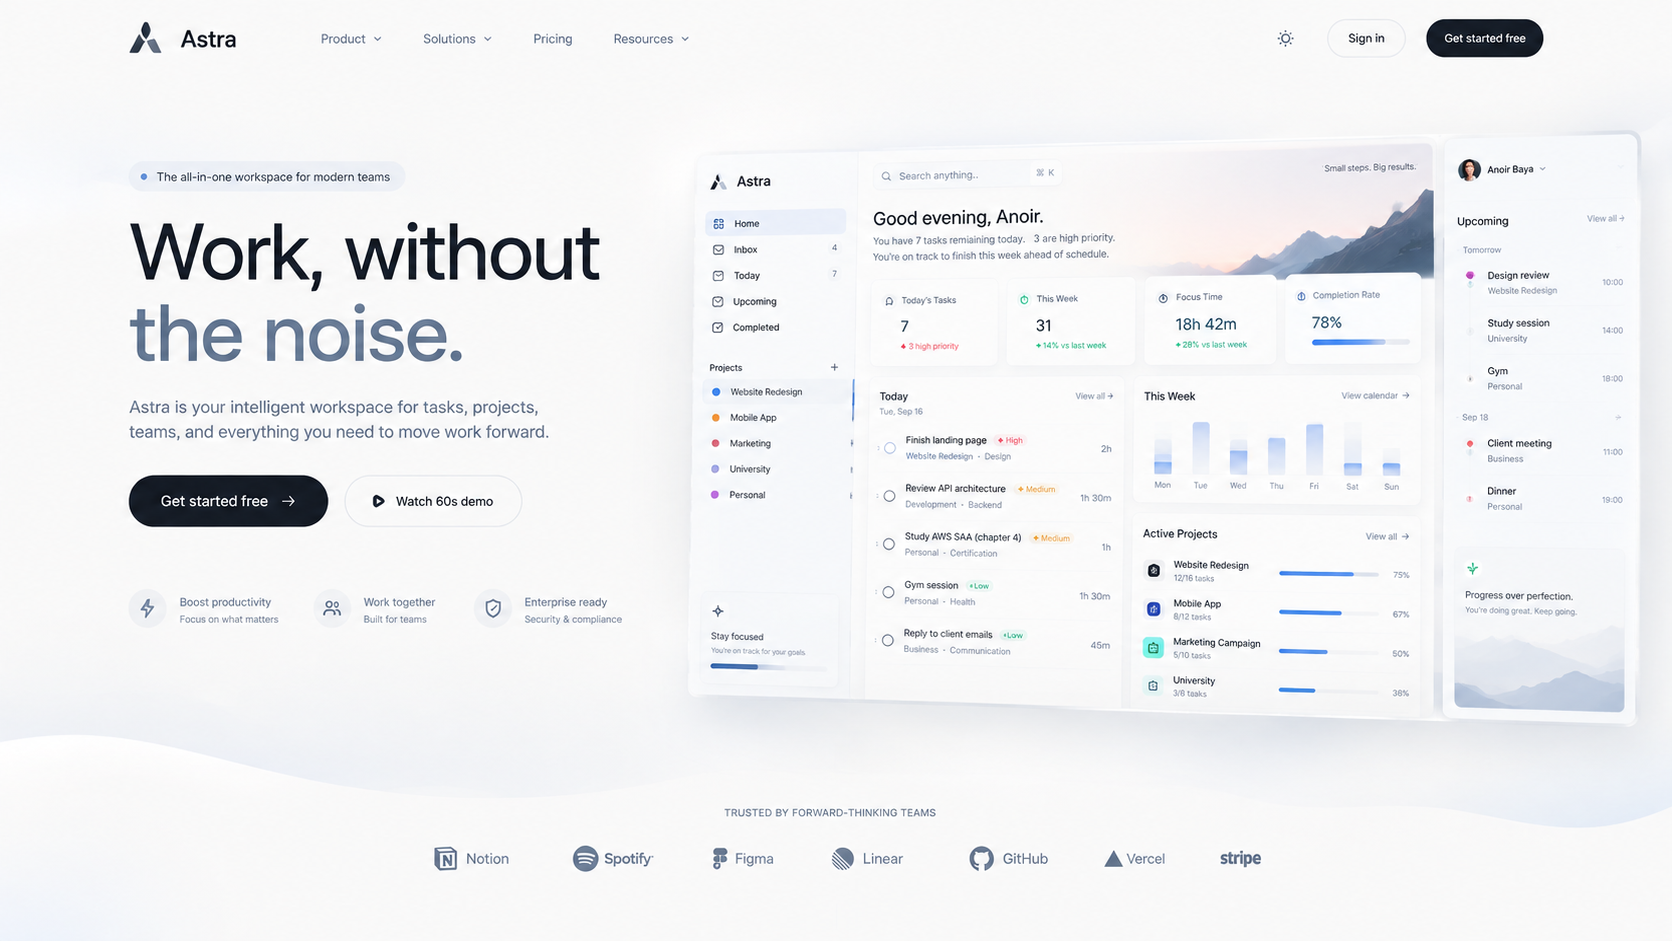 Astra
Product
Solutions
Pricing
Resources
Sign in
Get started free
The all-in-one workspace for modern teams
Work, without
the noise.
Astra is your intelligent workspace for tasks, projects,
teams, and everything you need to move work forward.
Get started free →
Watch 60s demo
Boost productivity
Focus on what matters
Work together
Built for teams
Enterprise ready
Security & compliance
Astra
Home
Inbox 4
Today 7
Upcoming
Completed
Projects +
Website Redesign
Mobile App
Marketing
University
Personal
Stay focused
You're on track for your goals
Search anything.. ⌘ K
Small steps. Big results.
Good evening, Anoir.
You have 7 tasks remaining today. 3 are high priority.
You're on track to finish this week ahead of schedule.
Today's Tasks
7
3 high priority
This Week
31
+14% vs last week
Focus Time
18h 42m
+28% vs last week
Completion Rate
78%
Today View all →
Tue, Sep 16
Finish landing page High
Website Redesign • Design
2h
Review API architecture Medium
Development • Backend
1h 30m
Study AWS SAA (chapter 4) Medium
Personal • Certification
1h
Gym session Low
Personal • Health
1h 30m
Reply to client emails Low
Business • Communication
45m
This Week View calendar →
Mon Tue Wed Thu Fri Sat Sun
Active Projects View all →
Website Redesign
12/16 tasks
75%
Mobile App
8/12 tasks
67%
Marketing Campaign
5/10 tasks
50%
University
3/8 tasks
36%
Anoir Baya
Upcoming View all →
Tomorrow
Design review
Website Redesign
10:00
Study session
University
14:00
Gym
Personal
18:00
Sep 18
Client meeting
Business
11:00
Dinner
Personal
19:00
Progress over perfection.
You're doing great. Keep going.
TRUSTED BY FORWARD-THINKING TEAMS
Notion
Spotife
Figma
Linear
GitHub
Vercel
stripe